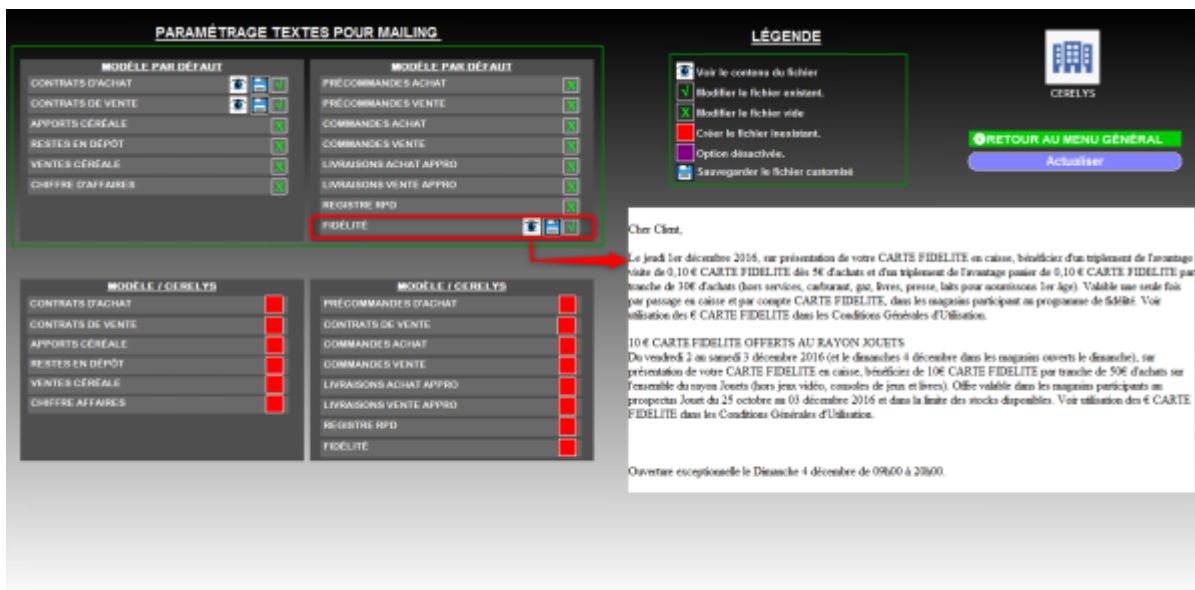 PARAMÉTRAGE TEXTES POUR MAILING
MODÈLE PAR DÉFAUT
CONTRATS D'ACHAT
CONTRATS DE VENTE
APPORTS CÉRÉALE
RESTES EN DÉPÔT
VENTES CÉRÉALE
CHIFFRE D'AFFAIRES
MODÈLE PAR DÉFAUT
PRÉCOMMANDES ACHAT
PRÉCOMMANDES VENTE
COMMANDES ACHAT
COMMANDES VENTE
LIVRAISONS ACHAT APPRO
LIVRAISONS VENTE APPRO
REGISTRE RPD
FIDÉLITÉ
MODÈLE / CERELYS
CONTRATS D'ACHAT
CONTRATS DE VENTE
APPORTS CÉRÉALE
RESTES EN DÉPÔT
VENTES CÉRÉALE
CHIFFRE AFFAIRES
MODÈLE / CERELYS
PRÉCOMMANDES D'ACHAT
CONTRATS DE VENTE
COMMANDES ACHAT
COMMANDES VENTE
LIVRAISONS ACHAT APPRO
LIVRAISONS VENTE APPRO
REGISTRE RPD
FIDÉLITÉ
LÉGENDE
Voir le contenu du fichier
Modifier le fichier existant.
Modifier le fichier vide
Créer le fichier inexistant.
Option désactivée.
Sauvegarder le fichier customisé
CERELYS
RETOUR AU MENU GÉNÉRAL
Actualiser
Cher Client,
Le jeudi 1er décembre 2016, sur présentation de votre CARTE FIDELITE en caisse, bénéficiez d'un triplement de l'avantage
visite de 0,10 € CARTE FIDELITE dès 5€ d'achats et d'un triplement de l'avantage panier de 0,10 € CARTE FIDELITE par
tranche de 30€ d'achats (hors services, carburant, gaz, livres, presse, laits pour nourrissons 1er âge). Valable une seule fois
par passage en caisse et par compte CARTE FIDELITE, dans les magasins participant au programme de fidélité. Voir
utilisation des € CARTE FIDELITE dans les Conditions Générales d'Utilisation.
10 € CARTE FIDELITE OFFERTS AU RAYON JOUETS
Du vendredi 2 au samedi 3 décembre 2016 (et le dimanches 4 décembre dans les magasins ouverts le dimanche), sur
présentation de votre CARTE FIDELITE en caisse, bénéficiez de 10€ CARTE FIDELITE par tranche de 50€ d'achats sur
l'ensemble du rayon Jouets (hors jeux vidéo, consoles de jeux et livres). Offre valable dans les magasins participants au
prospectus Jouet du 25 octobre au 03 décembre 2016 et dans la limite des stocks disponibles. Voir utilisation des € CARTE
FIDELITE dans les Conditions Générales d'Utilisation.
Ouverture exceptionnelle le Dimanche 4 décembre de 09h00 à 20h00.